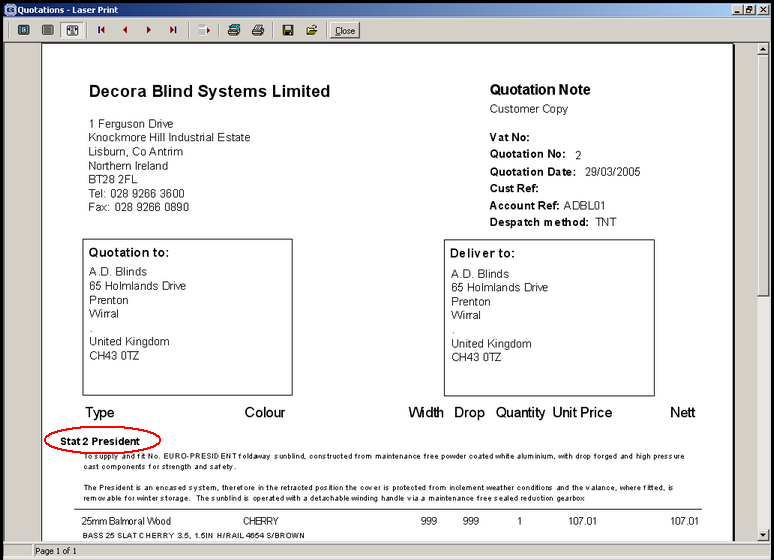 Quotations - Laser Print
Close
Decora Blind Systems Limited
1 Ferguson Drive
Knockmore Hill Industrial Estate
Lisburn, Co Antrim
Northern Ireland
BT28 2FL
Tel: 028 9266 3600
Fax: 028 9266 0890
Quotation Note
Customer Copy
Vat No:
Quotation No: 2
Quotation Date: 29/03/2005
Cust Ref:
Account Ref: ADBL01
Despatch method: TNT
Quotation to:
A.D. Blinds
65 Holmlands Drive
Prenton
Wirral
.
United Kingdom
CH43 0TZ
Deliver to:
A.D. Blinds
65 Holmlands Drive
Prenton
Wirral
.
United Kingdom
CH43 0TZ
Type Colour Width Drop Quantity Unit Price Nett
Stat 2 President
To supply and fit No. EURO-PRESIDENT foldaway sunblind, constructed from maintenance free powder coated white aluminium, with drop forged and high pressure
cast components for strength and safety.
The President is an encased system, therefore in the retracted position the cover is protected from inclement weather conditions and the valance, where fitted, is
removable for winter storage. The sunblind is operated with a detachable winding handle via a maintenance free sealed reduction gearbox
25mm Balmoral Wood CHERRY 999 999 1 107.01 107.01
BASS 25 SLAT CHERRY 3.5, 1.5IN H/RAIL 4654 S/BROWN
Page 1 of 1